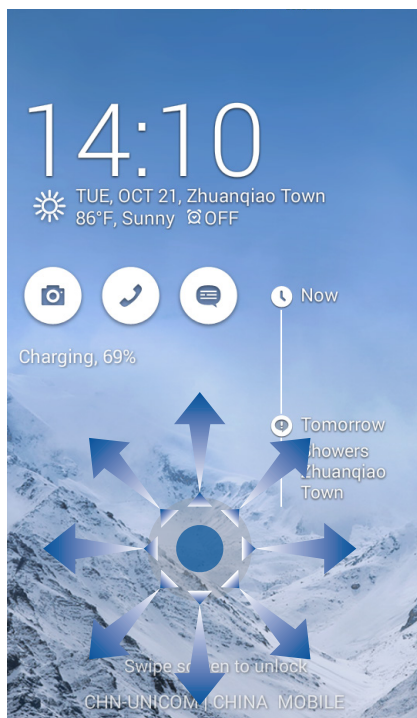 14:10
TUE, OCT 21, Zhuanqiao Town
86°F, Sunny OFF
Now
Charging, 69%
Tomorrow
Showers
Zhuanqiao
Town
Swipe screen to unlock
CHN-UNICOM | CHINA MOBILE